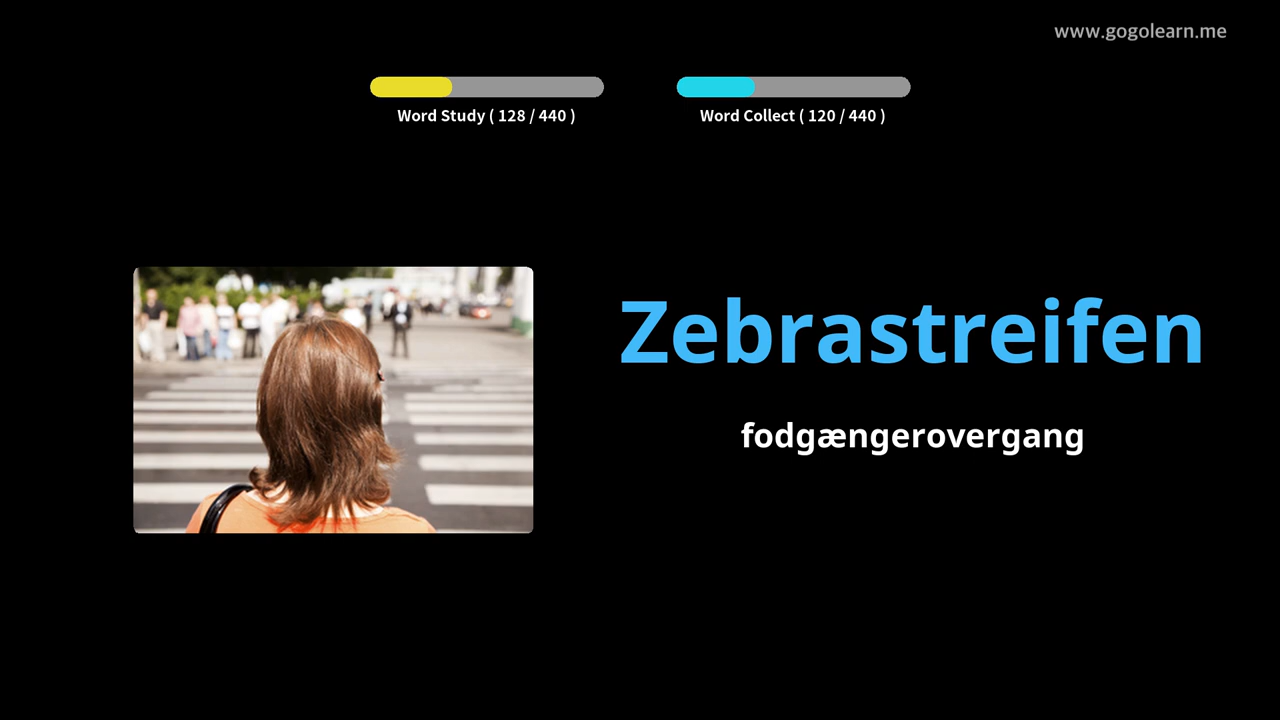 www.gogolearn.me
Word Study ( 128 / 440 )
Word Collect ( 120 / 440 )
Zebrastreifen
fodgængerovergang